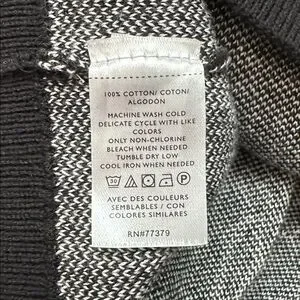 100% COTTON/ COTON/
ALGODÓN
MACHINE WASH COLD
DELICATE CYCLE WITH LIKE
COLORS
ONLY NON-CHLORINE
BLEACH WHEN NEEDED
TUMBLE DRY LOW
COOL IRON WHEN NEEDED
30 P
AVEC DES COULEURS
SEMBLABLES / CON
COLORES SIMILARES
RN#77379